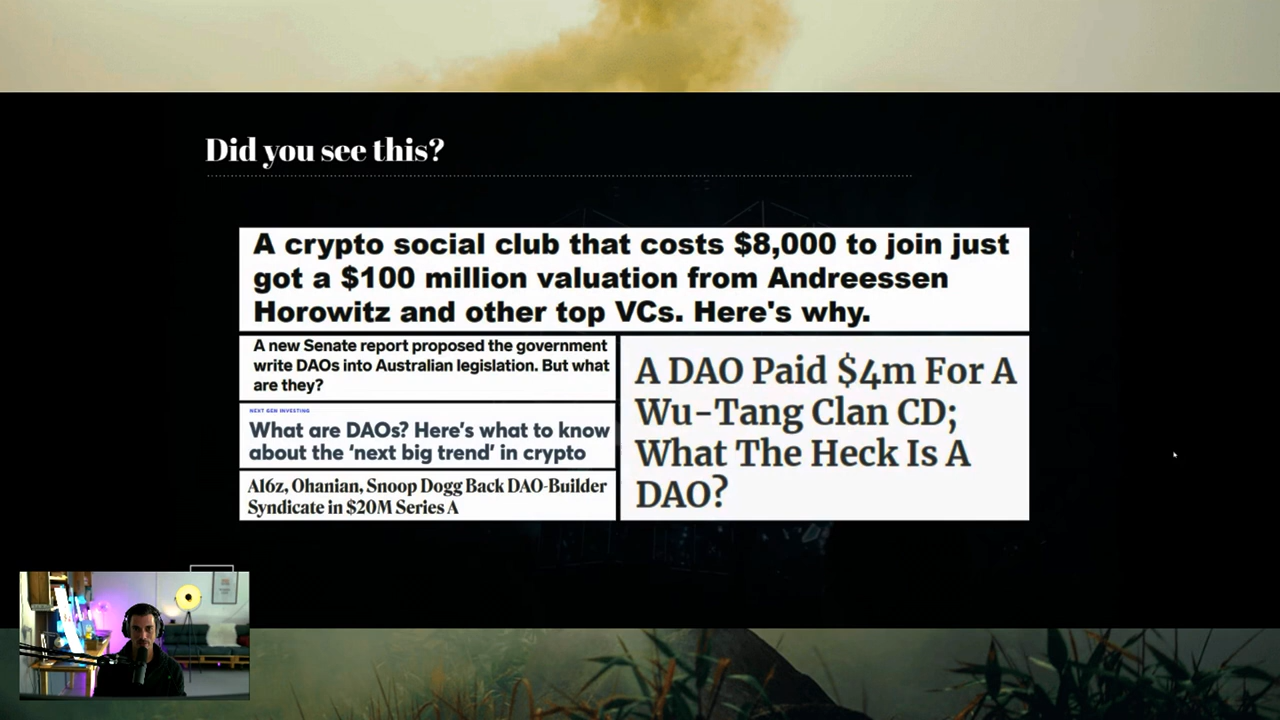 Did you see this?
A crypto social club that costs $8,000 to join just
got a $100 million valuation from Andreessen
Horowitz and other top VCs. Here's why.
A new Senate report proposed the government
write DAOs into Australian legislation. But what
are they?
NEXT GEN INVESTING
What are DAOs? Here's what to know
about the ‘next big trend’ in crypto
A16z, Ohanian, Snoop Dogg Back DAO-Builder
Syndicate in $20M Series A
A DAO Paid $4m For A
Wu-Tang Clan CD;
What The Heck Is A
DAO?